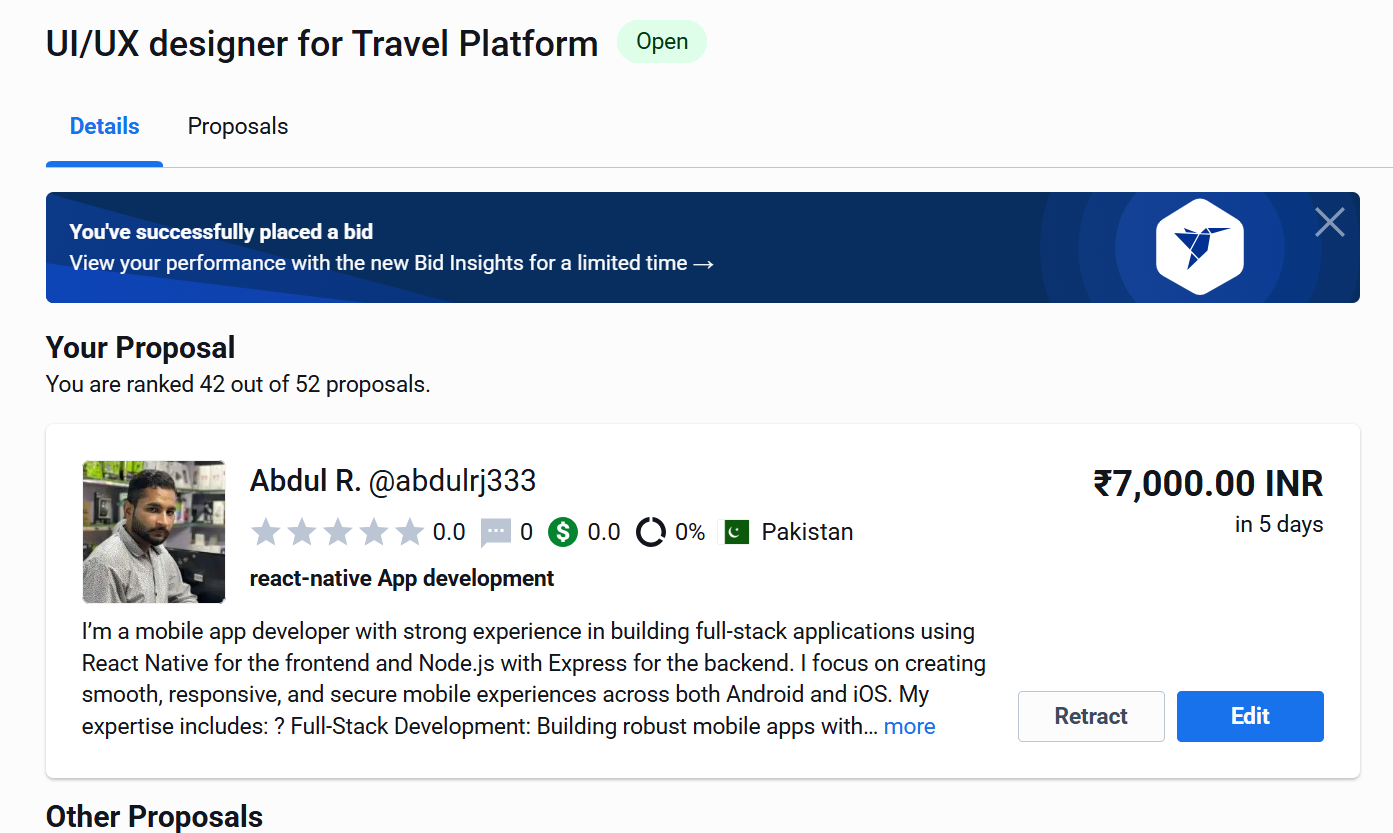 UI/UX designer for Travel Platform Open
Details Proposals
You've successfully placed a bid
View your performance with the new Bid Insights for a limited time →
Your Proposal
You are ranked 42 out of 52 proposals.
Abdul R. @abdulrj333
₹7,000.00 INR
0.0 0 $ 0.0 0% Pakistan
in 5 days
react-native App development
I’m a mobile app developer with strong experience in building full-stack applications using
React Native for the frontend and Node.js with Express for the backend. I focus on creating
smooth, responsive, and secure mobile experiences across both Android and iOS. My
expertise includes: ? Full-Stack Development: Building robust mobile apps with... more
Retract Edit
Other Proposals